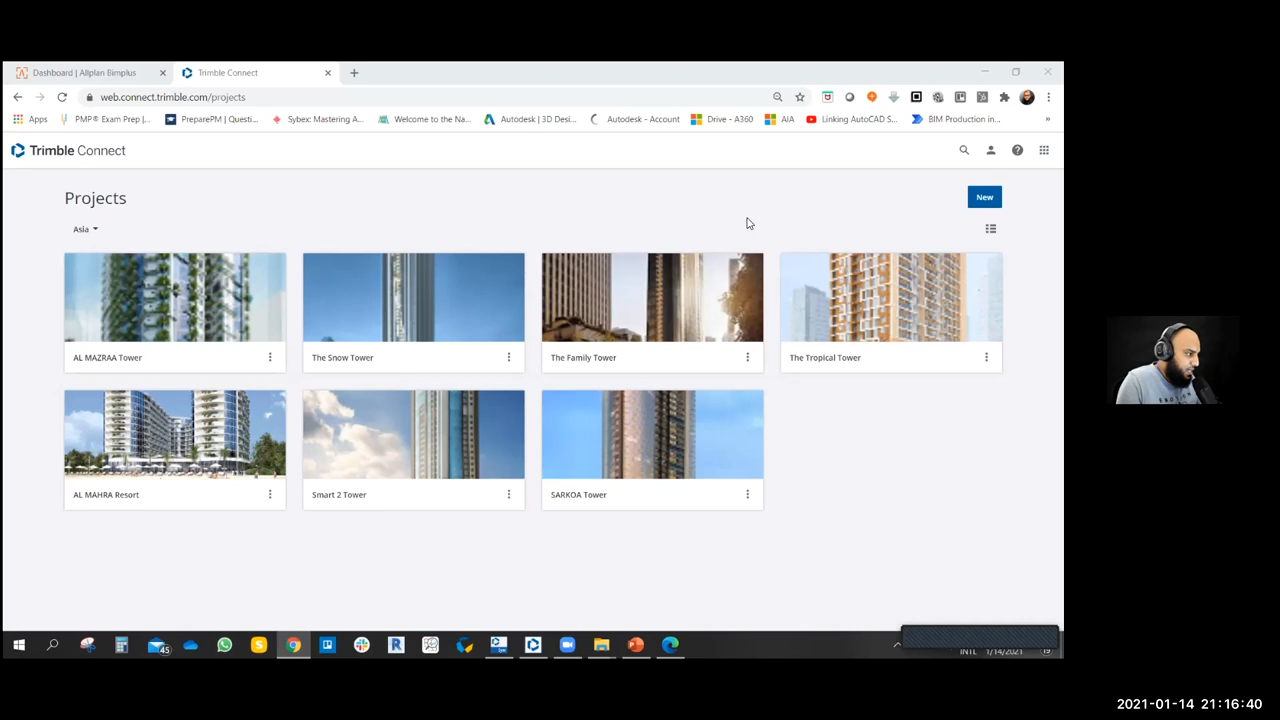 Dashboard | Allplan Bimplus
Trimble Connect
web.connect.trimble.com/projects
Apps
PMP® Exam Prep |...
PreparePM | Questi...
Sybex: Mastering A...
Welcome to the Na...
Autodesk | 3D Desi...
Autodesk - Account
Drive - A360
AIA
Linking AutoCAD S...
BIM Production in...
Trimble Connect
Projects
New
Asia
AL MAZRAA Tower
The Snow Tower
The Family Tower
The Tropical Tower
AL MAHRA Resort
Smart 2 Tower
SARKOA Tower
45
INTL
1/14/2021
19
2021-01-14 21:16:40